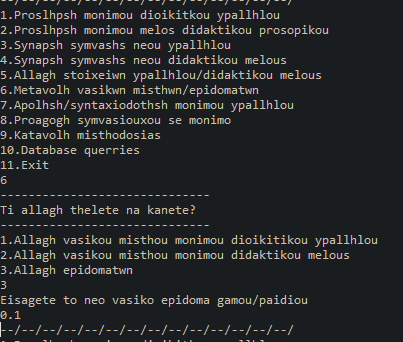 --/--/--/--/--/--/--/--/--/--/--/--/
1.Proslhpsh monimou dioikitkou ypallhlou
2.Proslhpsh monimou melos didaktikou prosopikou
3.Synapsh symvashs neou ypallhlou
4.Synapsh symvashs neou didaktikou melous
5.Allagh stoixeiwn ypallhlou/didaktikou melous
6.Metavolh vasikwn misthwn/epidomatwn
7.Apolhsh/syntaxiodothsh monimou ypallhlou
8.Proagogh symvasiouxou se monimo
9.Katavolh misthodosias
10.Database querries
11.Exit
6
------------------------------
Ti allagh thelete na kanete?
------------------------------
1.Allagh vasikou misthou monimou dioikitikou ypallhlou
2.Allagh vasikou misthou monimou didaktikou melous
3.Allagh epidomatwn
3
Eisagete to neo vasiko epidoma gamou/paidiou
0.1
--/--/--/--/--/--/--/--/--/--/--/--/